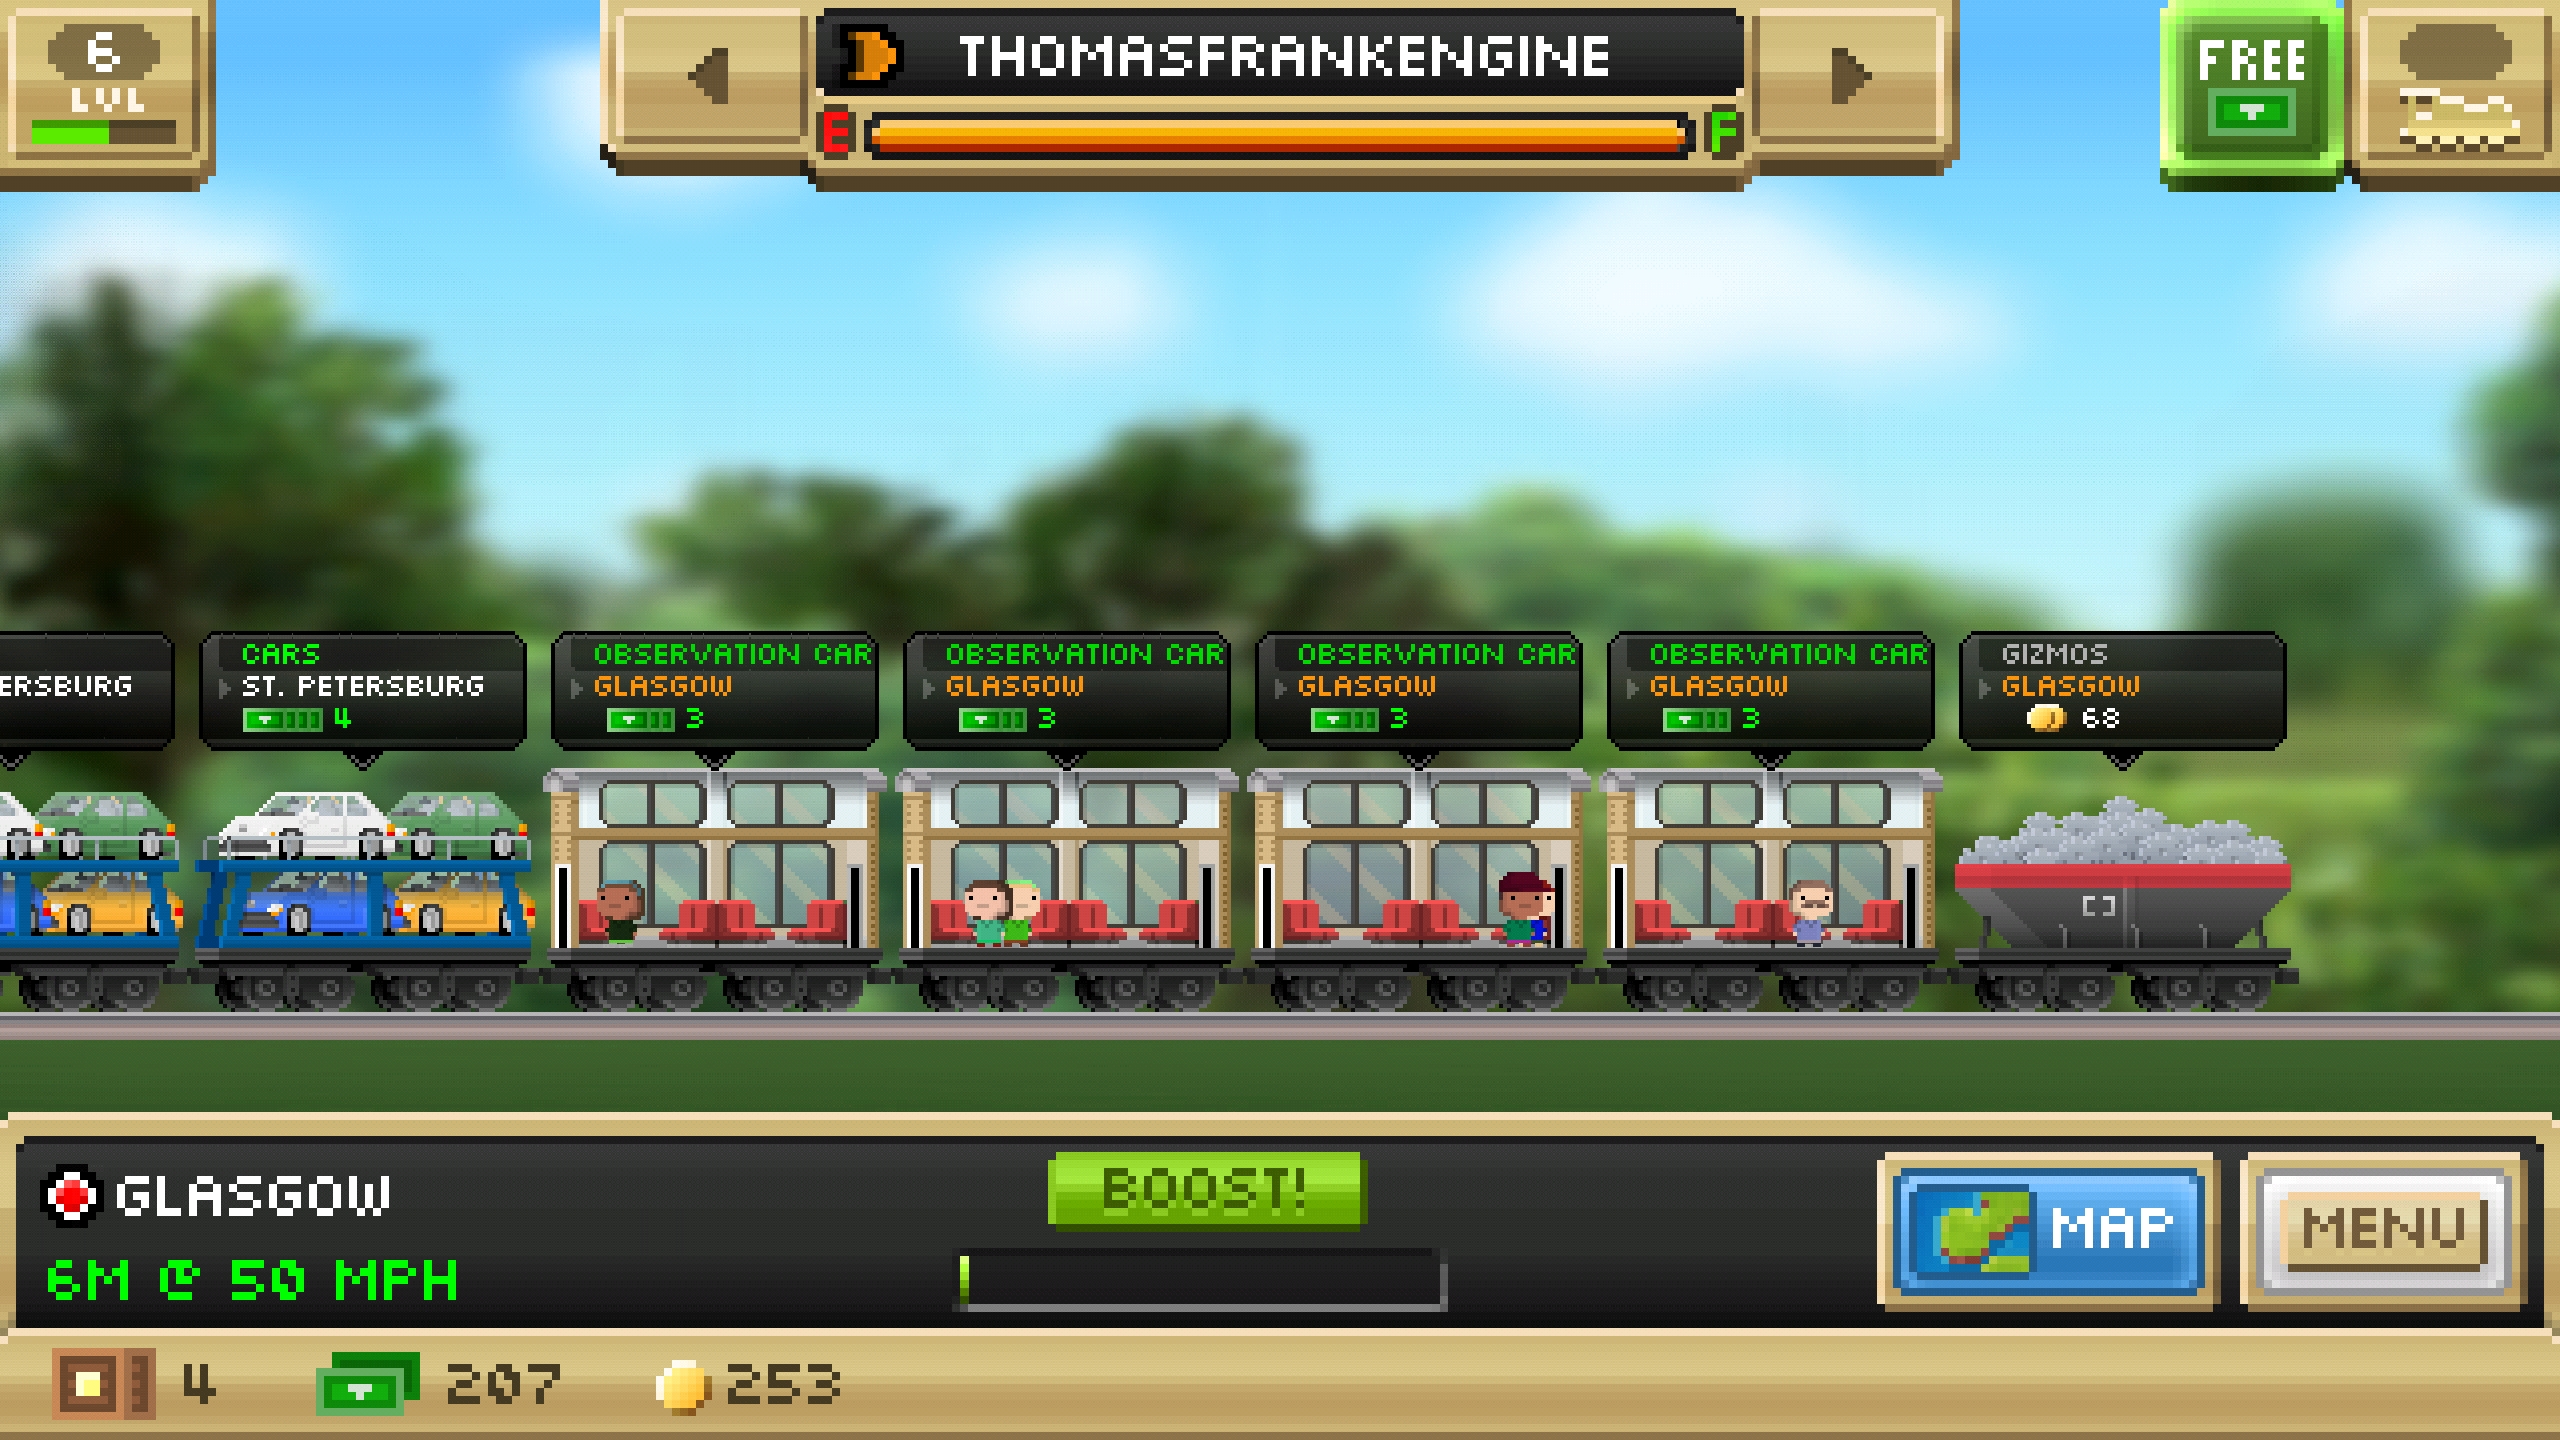 6
LVL
THOMASFRANKENGINE
E
F
FREE
ERSBURG
CARS
ST. PETERSBURG
4
OBSERVATION CAR
GLASGOW
3
OBSERVATION CAR
GLASGOW
3
OBSERVATION CAR
GLASGOW
3
OBSERVATION CAR
GLASGOW
3
GIZMOS
GLASGOW
68
GLASGOW
6M @ 50 MPH
BOOST!
MAP
MENU
4
207
253